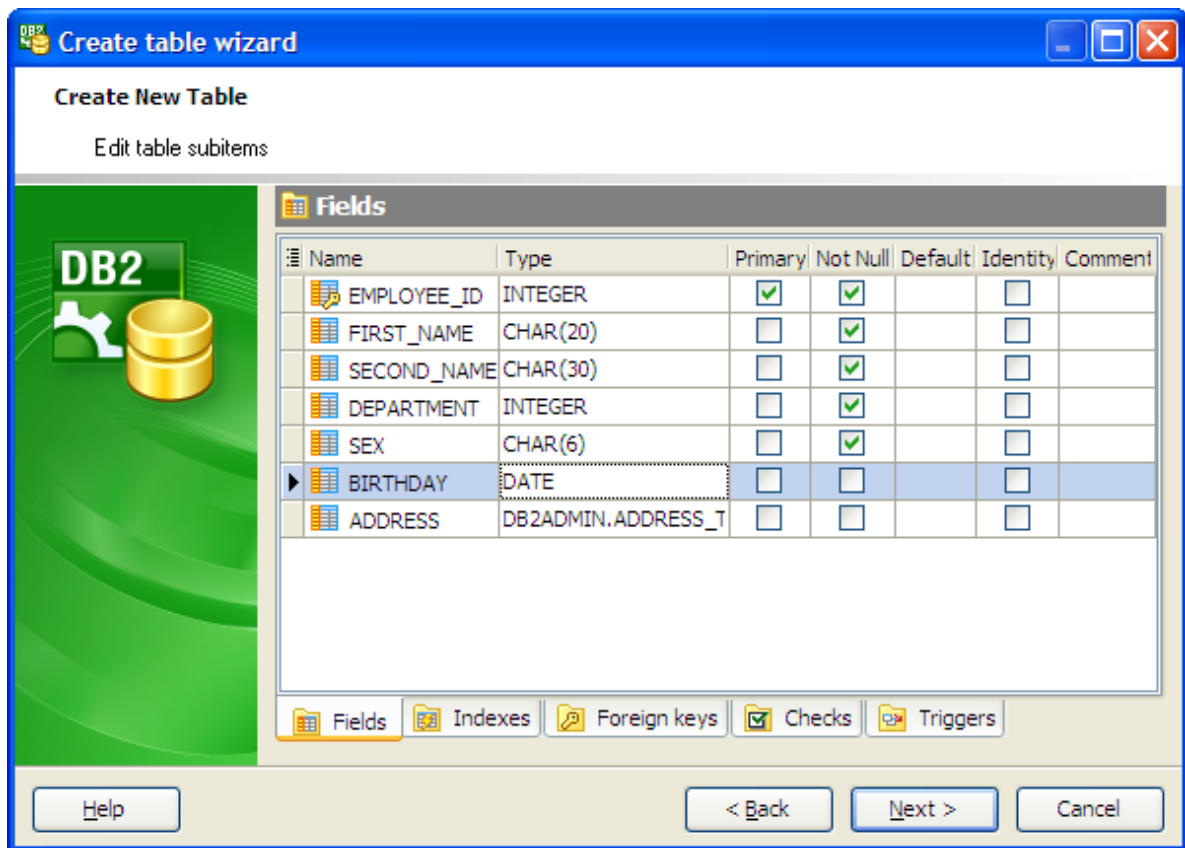 DB2
Create table wizard
Create New Table
Edit table subitems
DB2
Fields
Name Type Primary Not Null Default Identity Comment
EMPLOYEE_ID INTEGER
FIRST_NAME CHAR(20)
SECOND_NAME CHAR(30)
DEPARTMENT INTEGER
SEX CHAR(6)
BIRTHDAY DATE
ADDRESS DB2ADMIN.ADDRESS_T
Fields Indexes Foreign keys Checks Triggers
Help < Back Next > Cancel